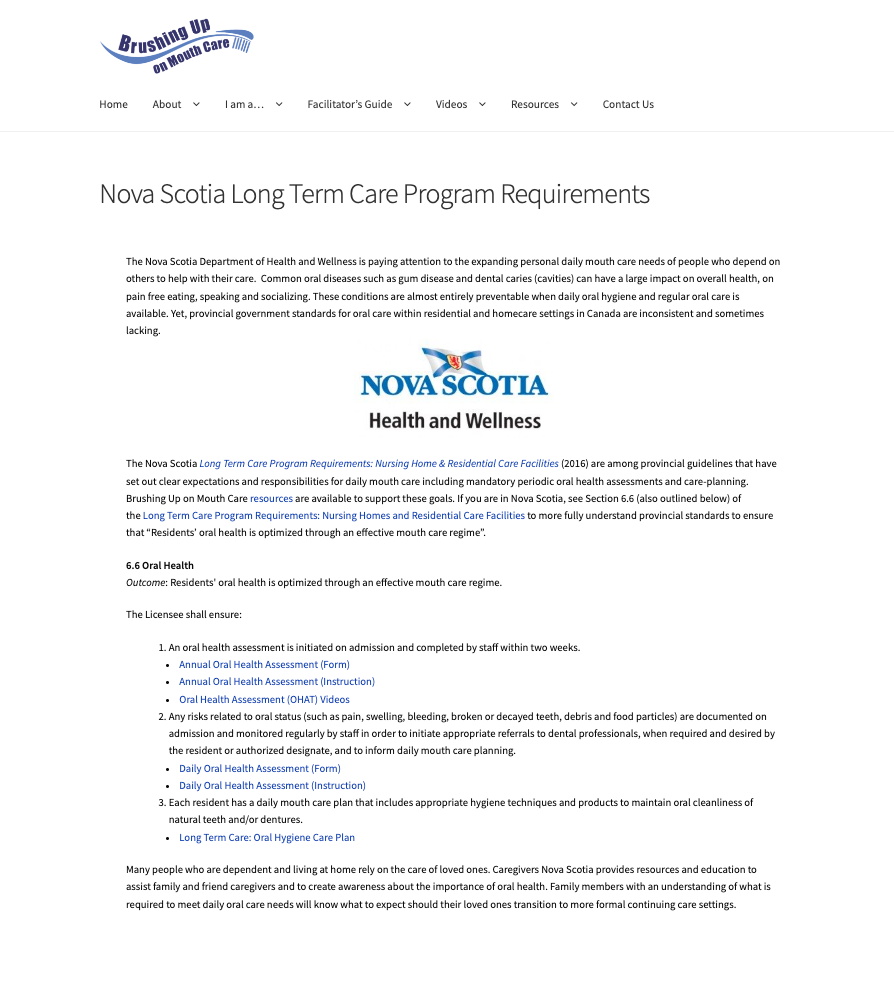 Brushing Up
on Mouth Care
Home About I am a… Facilitator’s Guide Videos Resources Contact Us
Nova Scotia Long Term Care Program Requirements
The Nova Scotia Department of Health and Wellness is paying attention to the expanding personal daily mouth care needs of people who depend on
others to help with their care.  Common oral diseases such as gum disease and dental caries (cavities) can have a large impact on overall health, on
pain free eating, speaking and socializing. These conditions are almost entirely preventable when daily oral hygiene and regular oral care is
available. Yet, provincial government standards for oral care within residential and homecare settings in Canada are inconsistent and sometimes
lacking.
NOVA SCOTIA
Health and Wellness
The Nova Scotia Long Term Care Program Requirements: Nursing Home & Residential Care Facilities (2016) are among provincial guidelines that have
set out clear expectations and responsibilities for daily mouth care including mandatory periodic oral health assessments and care-planning.
Brushing Up on Mouth Care resources are available to support these goals. If you are in Nova Scotia, see Section 6.6 (also outlined below) of
the Long Term Care Program Requirements: Nursing Homes and Residential Care Facilities to more fully understand provincial standards to ensure
that “Residents’ oral health is optimized through an effective mouth care regime”.
6.6 Oral Health
Outcome: Residents’ oral health is optimized through an effective mouth care regime.
The Licensee shall ensure:
1. An oral health assessment is initiated on admission and completed by staff within two weeks.
• Annual Oral Health Assessment (Form)
• Annual Oral Health Assessment (Instruction)
• Oral Health Assessment (OHAT) Videos
2. Any risks related to oral status (such as pain, swelling, bleeding, broken or decayed teeth, debris and food particles) are documented on
admission and monitored regularly by staff in order to initiate appropriate referrals to dental professionals, when required and desired by
the resident or authorized designate, and to inform daily mouth care planning.
• Daily Oral Health Assessment (Form)
• Daily Oral Health Assessment (Instruction)
3. Each resident has a daily mouth care plan that includes appropriate hygiene techniques and products to maintain oral cleanliness of
natural teeth and/or dentures.
• Long Term Care: Oral Hygiene Care Plan
Many people who are dependent and living at home rely on the care of loved ones. Caregivers Nova Scotia provides resources and education to
assist family and friend caregivers and to create awareness about the importance of oral health. Family members with an understanding of what is
required to meet daily oral care needs will know what to expect should their loved ones transition to more formal continuing care settings.